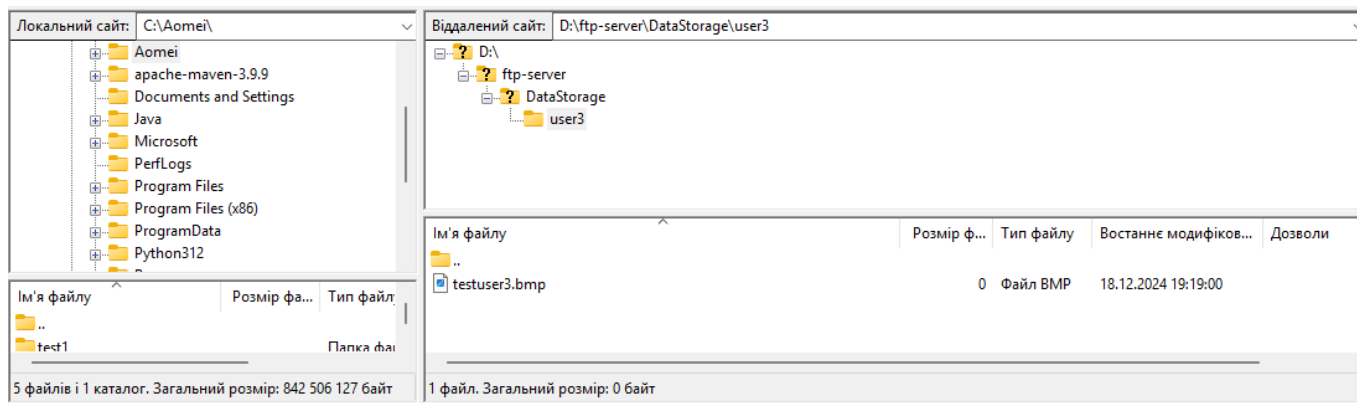 Локальний сайт: C:\Aomei\
Aomei
apache-maven-3.9.9
Documents and Settings
Java
Microsoft
PerfLogs
Program Files
Program Files (x86)
ProgramData
Python312
Ім'я файлу Розмір фа... Тип файлу
..
test1 Папка фаı
5 файлів і 1 каталог. Загальний розмір: 842 506 127 байт
Віддалений сайт: D:\ftp-server\DataStorage\user3
? D:\
? ftp-server
? DataStorage
user3
Ім'я файлу Розмір ф... Тип файлу Востаннє модифіков... Дозволи
..
testuser3.bmp 0 Файл BMP 18.12.2024 19:19:00
1 файл. Загальний розмір: 0 байт